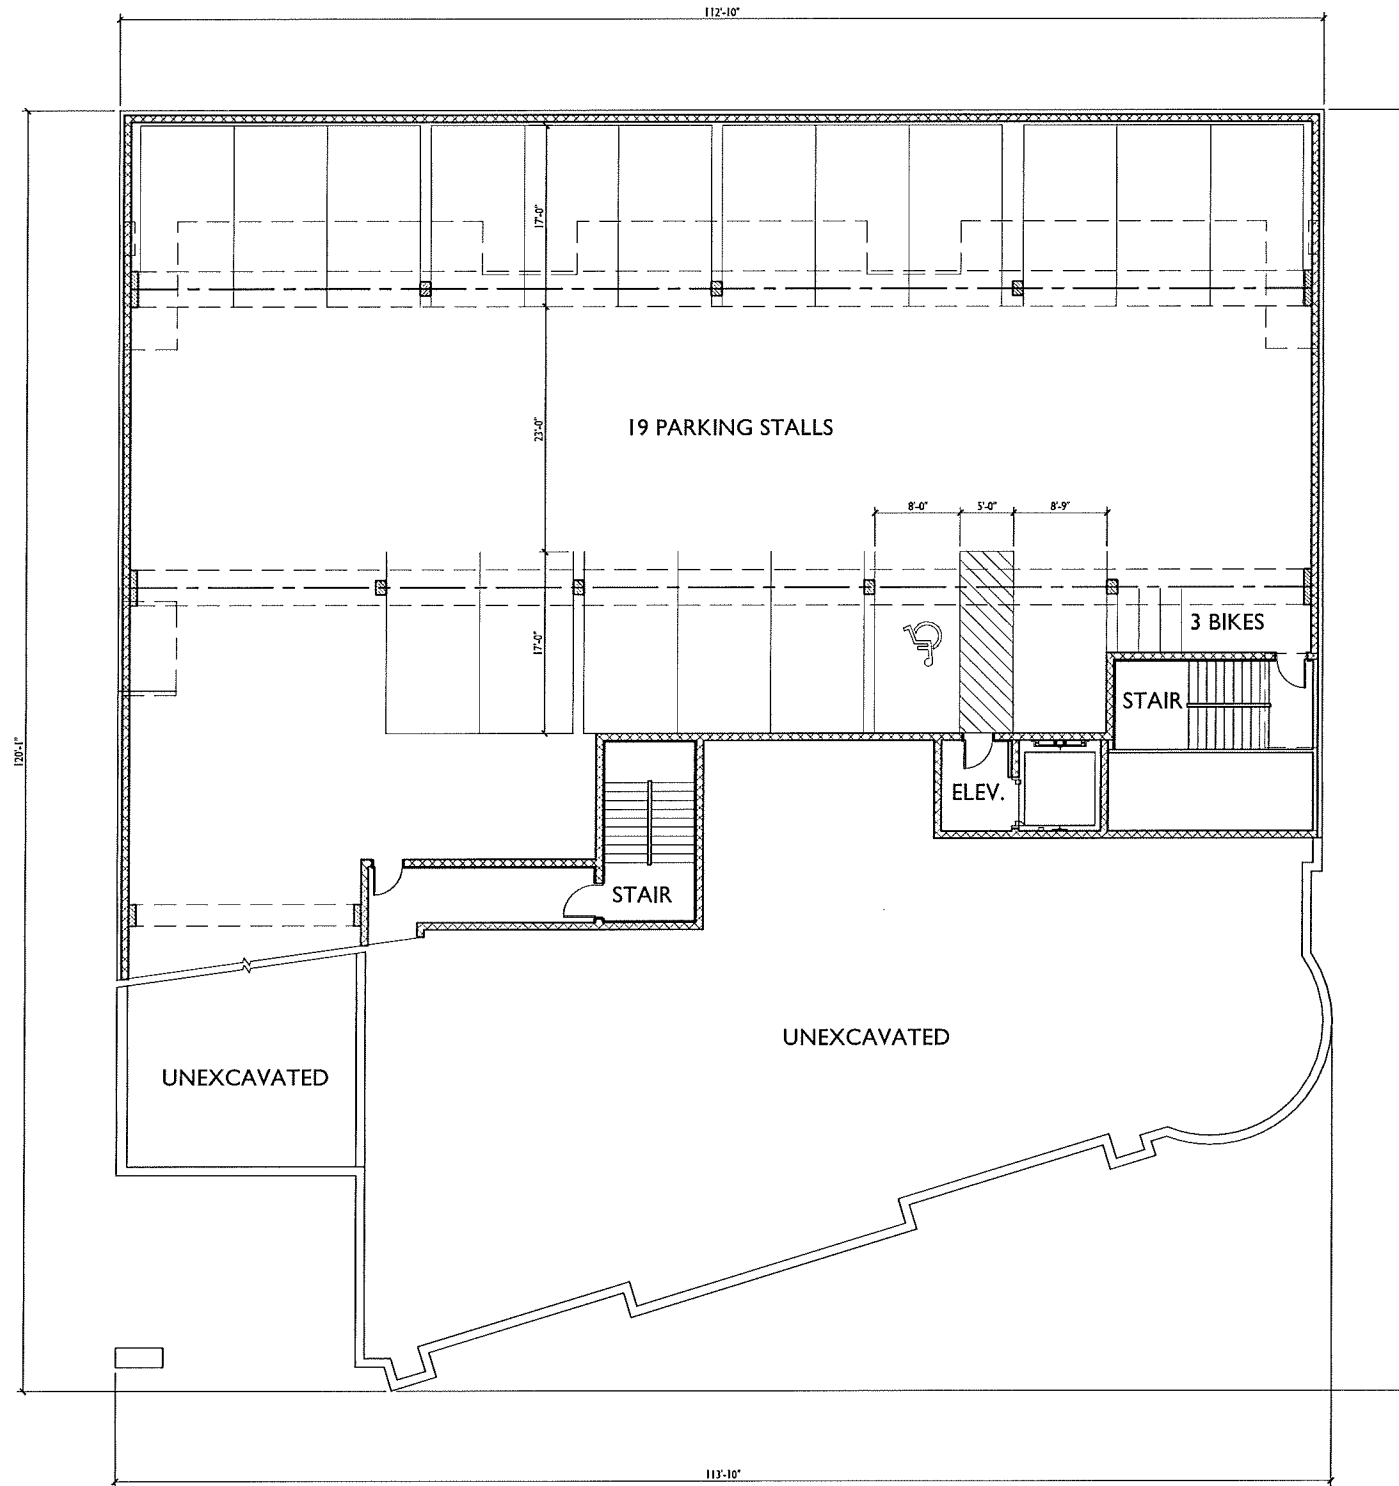 112'-10"
17'-0"
19 PARKING STALLS
23'-0"
8'-0" 5'-0" 8'-9"
3 BIKES
17'-0"
STAIR
120'-1"
ELEV.
STAIR
UNEXCAVATED
UNEXCAVATED
113'-10"